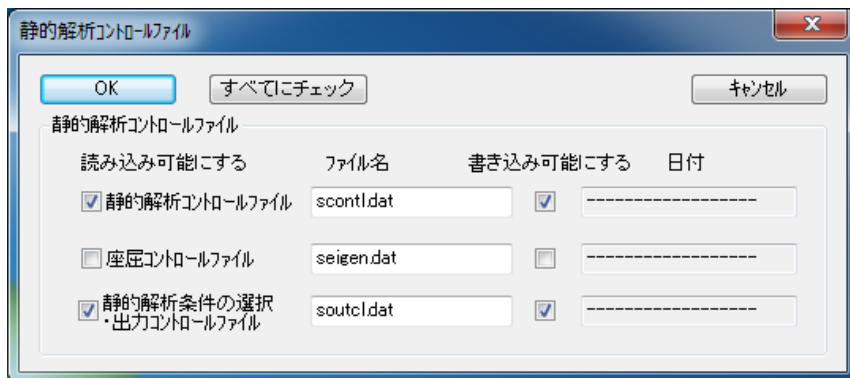 静的解析ｺﾝﾄﾛｰﾙﾌｧｲﾙ
OK すべてにチェック ｷｬﾝｾﾙ
静的解析ｺﾝﾄﾛｰﾙﾌｧｲﾙ
読み込み可能にする ﾌｧｲﾙ名 書き込み可能にする 日付
静的解析ｺﾝﾄﾛｰﾙﾌｧｲﾙ scontl.dat ------------------
座屈ｺﾝﾄﾛｰﾙﾌｧｲﾙ seigen.dat ------------------
静的解析条件の選択
・出力ｺﾝﾄﾛｰﾙﾌｧｲﾙ soutcl.dat ------------------